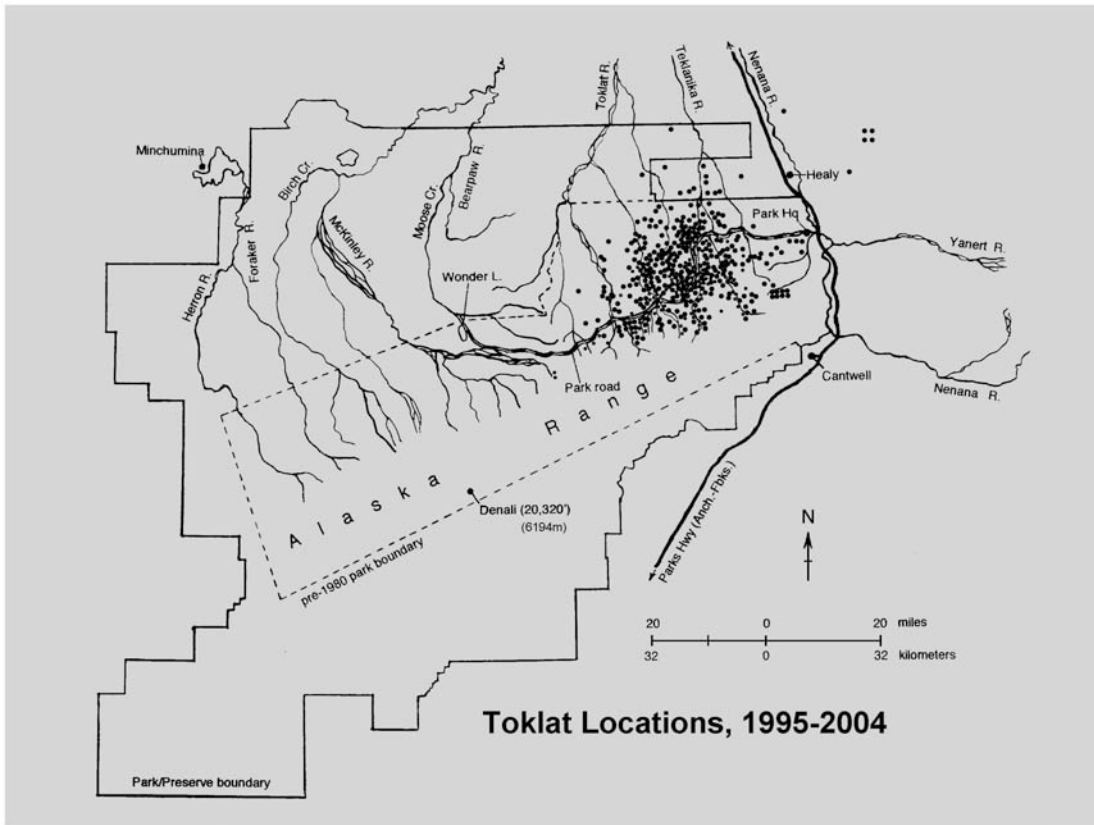 Toklat R.
Teklanika R.
Nenana R.
Minchumina
Birch Cr.
Bearpaw R.
Moose Cr.
Healy
Foraker R.
McKinley R.
Park Hq
Yanert R.
Herron R.
Wonder L.
Park road
Cantwell
Nenana R.
Alaska Range
Denali (20,320')
(6194m)
pre-1980 park boundary
Parks Hwy (Anch.-Fbks.)
N
20 0 20 miles
32 0 32 kilometers
Toklat Locations, 1995-2004
Park/Preserve boundary